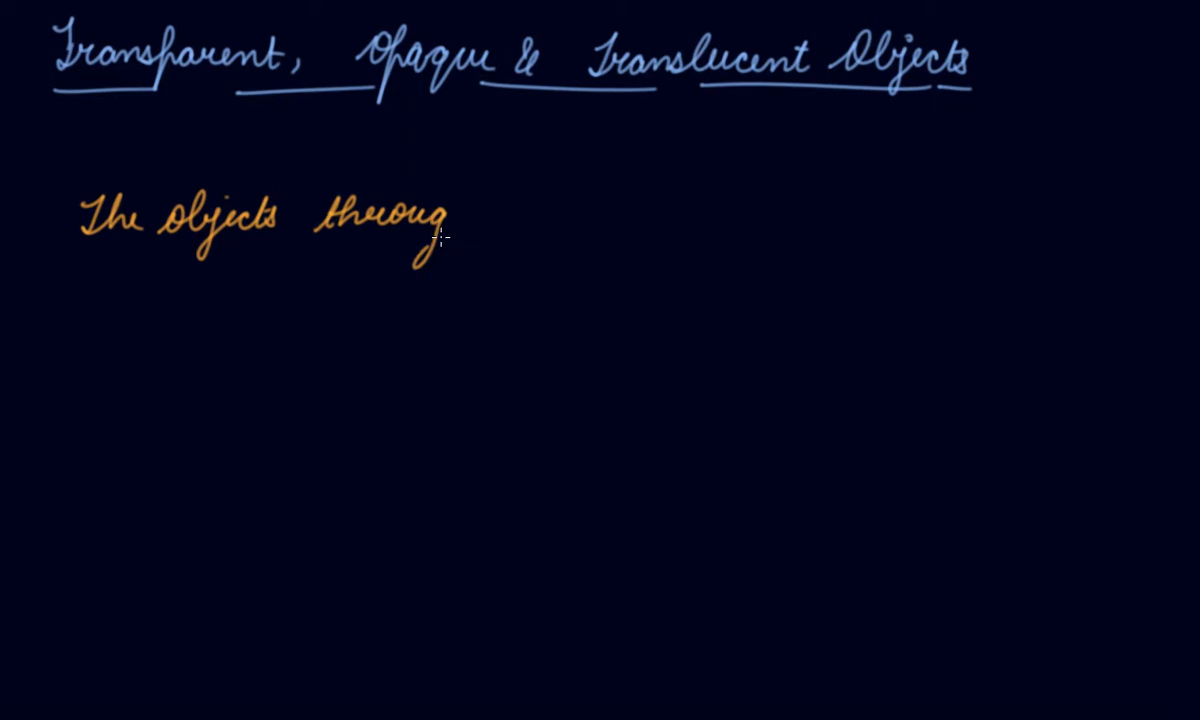 Transparent, Opaque & Translucent Objects
The objects throug